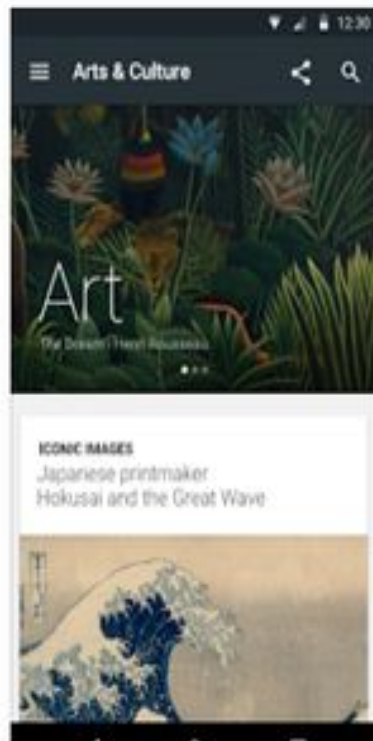 12:30
Arts & Culture
Art
The Dream | Henri Rousseau
ICONIC IMAGES
Japanese printmaker
Hokusai and the Great Wave